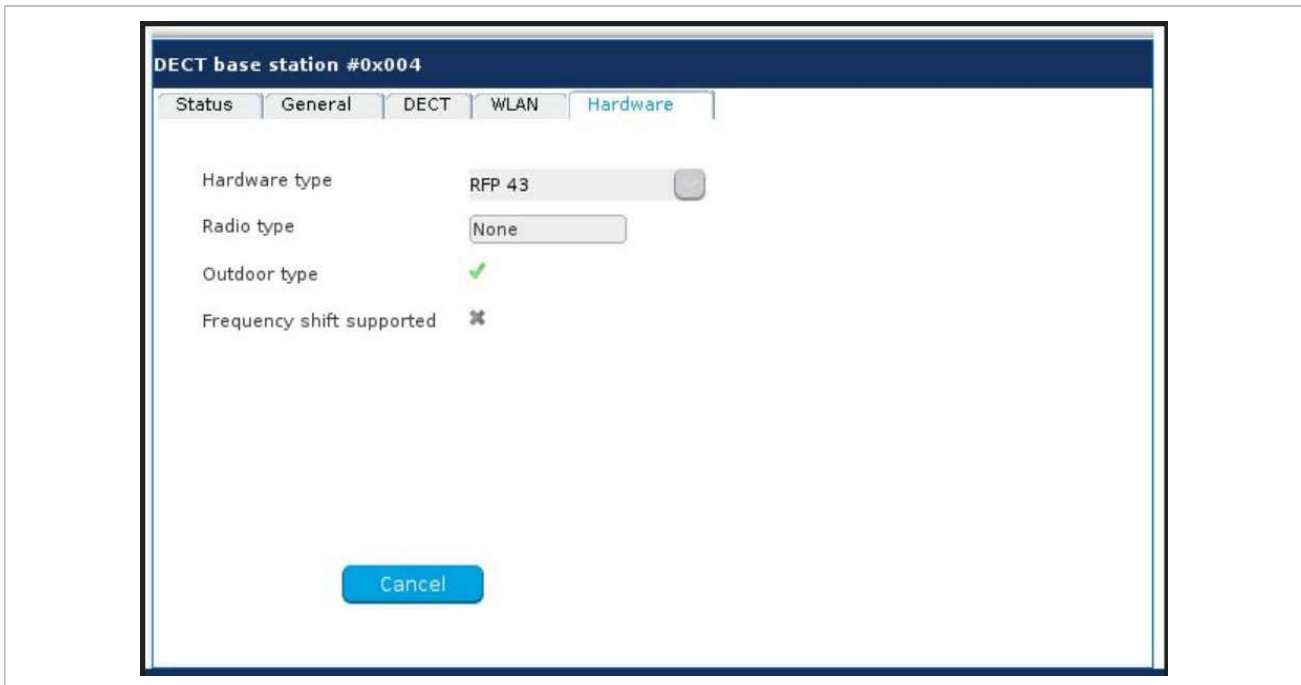 DECT base station #0x004
Status General DECT WLAN Hardware
Hardware type RFP 43
Radio type None
Outdoor type
Frequency shift supported
Cancel